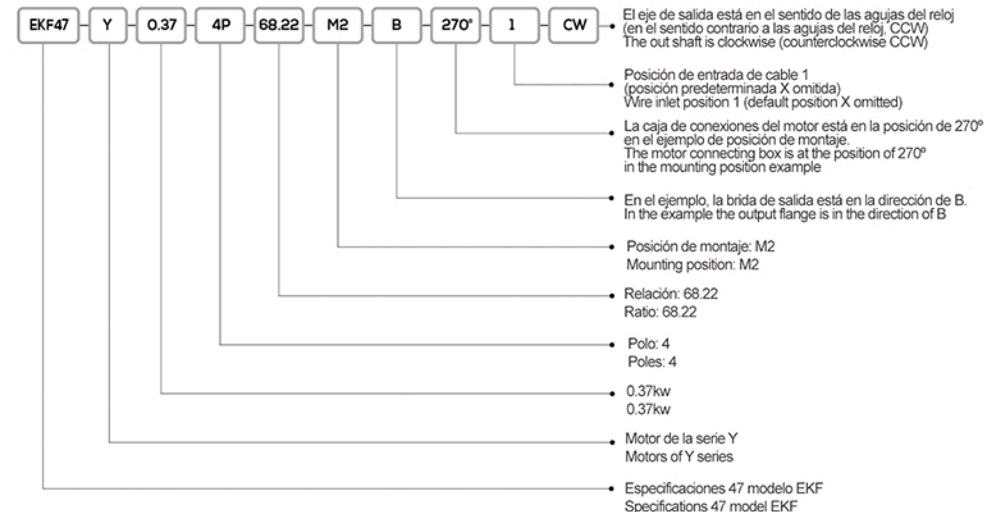 EKF47 Y 0.37 4P 68.22 M2 B 270° 1 CW
El eje de salida está en el sentido de las agujas del reloj
(en el sentido contrario a las agujas del reloj, CCW)
The out shaft is clockwise (counterclockwise CCW)
Posición de entrada de cable 1
(posición predeterminada X omitida)
Wire inlet position 1 (default position X omitted)
La caja de conexiones del motor está en la posición de 270º
en el ejemplo de posición de montaje.
The motor connecting box is at the position of 270º
in the mounting position example
En el ejemplo, la brida de salida está en la dirección de B.
In the example the output flange is in the direction of B
Posición de montaje: M2
Mounting position: M2
Relación: 68.22
Ratio: 68.22
Polo: 4
Poles: 4
0.37kw
0.37kw
Motor de la serie Y
Motors of Y series
Especificaciones 47 modelo EKF
Specifications 47 model EKF